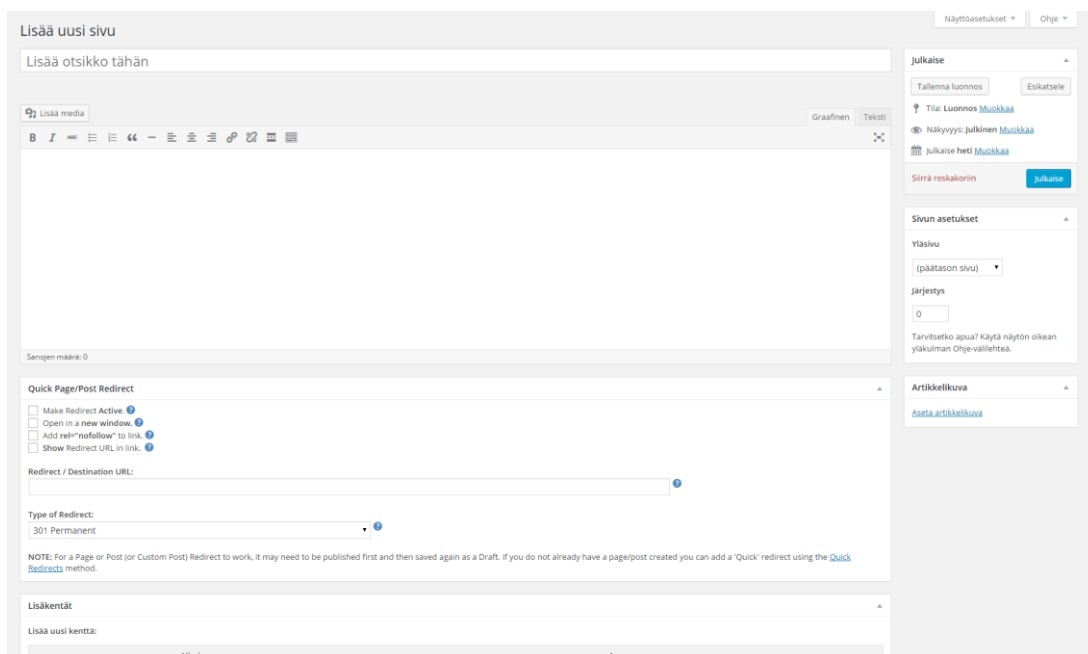 Näyttöasetukset
Ohje
Lisää uusi sivu
Lisää otsikko tähän
Lisää media
Graafinen
Teksti
B I ABC
Sanojen määrä: 0
Quick Page/Post Redirect
Make Redirect Active.
Open in a new window.
Add rel="nofollow" to link.
Show Redirect URL in link.
Redirect / Destination URL:
Type of Redirect:
301 Permanent
NOTE: For a Page or Post (or Custom Post) Redirect to work, it may need to be published first and then saved again as a Draft. If you do not already have a page/post created you can add a 'Quick' redirect using the Quick
Redirects method.
Lisäkentät
Lisää uusi kenttä:
Julkaise
Tallenna luonnos
Esikatsele
Tila: Luonnos Muokkaa
Näkyvyys: Julkinen Muokkaa
Julkaise heti Muokkaa
Siirrä roskakoriin
Julkaise
Sivun asetukset
Yläsivu
(päätason sivu)
Järjestys
0
Tarvitsetko apua? Käytä näytön oikean
yläkulman Ohje-välilehteä.
Artikkelikuva
Aseta artikkelikuva